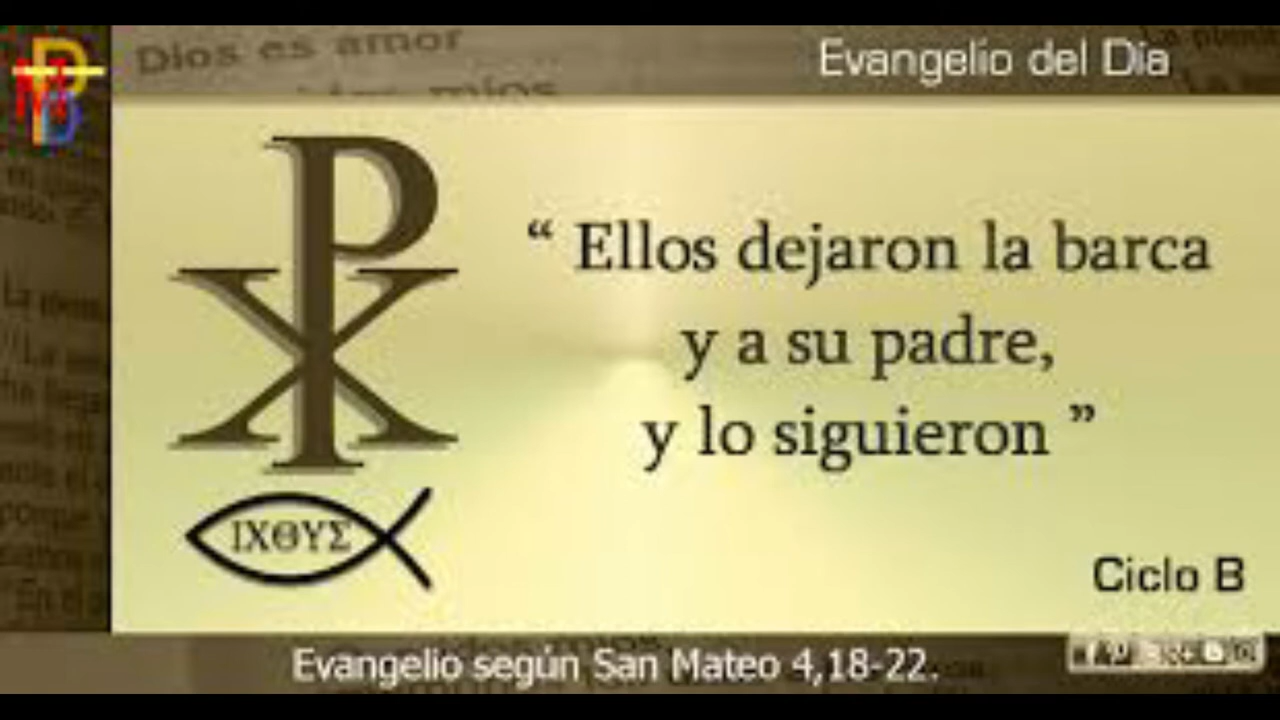 Dios es amor
Evangelio del Día
“ Ellos dejaron la barca
y a su padre,
y lo siguieron ”
ΙΧΘΥΣ
Ciclo B
Evangelio según San Mateo 4,18-22.